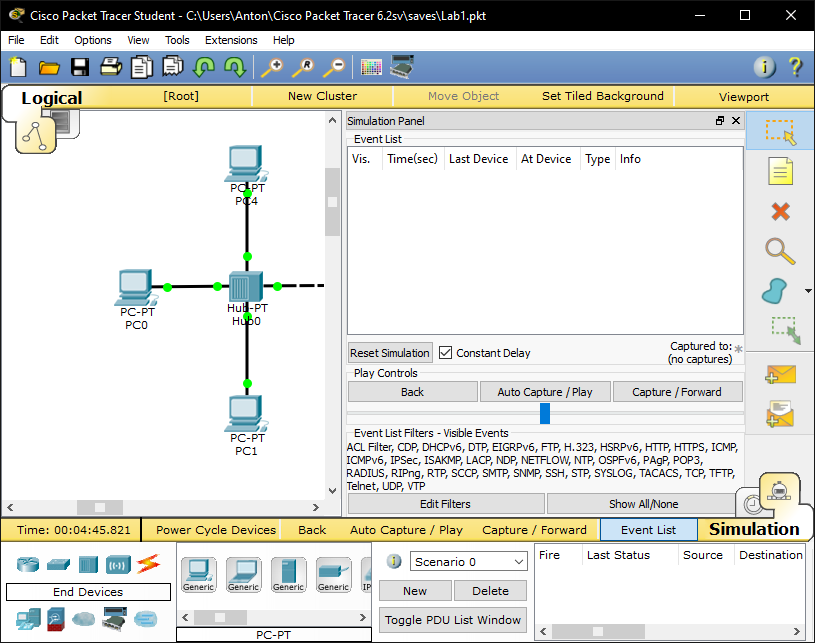 Cisco Packet Tracer Student - C:\Users\Anton\Cisco Packet Tracer 6.2sv\saves\Lab1.pkt
File Edit Options View Tools Extensions Help
Logical [Root] New Cluster Move Object Set Tiled Background Viewport
PC-PT
PC4
PC-PT
PC0
Hub-PT
Hub0
PC-PT
PC1
Simulation Panel
Event List
Vis. Time(sec) Last Device At Device Type Info
Reset Simulation Constant Delay Captured to:
(no captures)
*
Play Controls
Back Auto Capture / Play Capture / Forward
Event List Filters - Visible Events
ACL Filter, CDP, DHCPv6, DTP, EIGRPv6, FTP, H.323, HSRPv6, HTTP, HTTPS, ICMP,
ICMPv6, IPSec, ISAKMP, LACP, NDP, NETFLOW, NTP, OSPFv6, PAgP, POP3,
RADIUS, RIPng, RTP, SCCP, SMTP, SNMP, SSH, STP, SYSLOG, TACACS, TCP, TFTP,
Telnet, UDP, VTP
Edit Filters Show All/None
Time: 00:04:45.821 Power Cycle Devices Back Auto Capture / Play Capture / Forward Event List Simulation
End Devices
Generic Generic Generic Generic IP
PC-PT
Scenario 0
New Delete
Toggle PDU List Window
Fire Last Status Source Destination